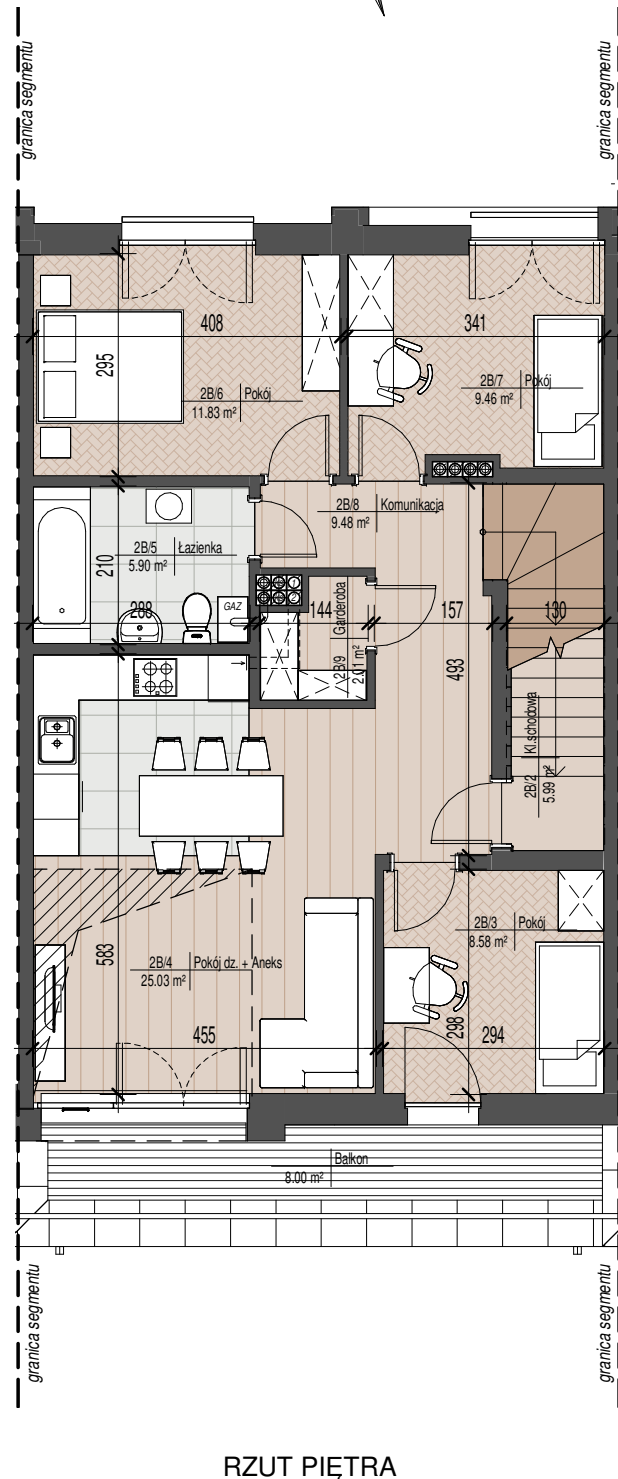 granica segmentu
granica segmentu
408
341
295
2B/6 Pokój
11.83 m²
2B/7 Pokój
9.46 m²
2B/8 Komunikacja
9.48 m²
2B/5 Łazienka
5.90 m²
210
288
GAZ
144
Garderoba
2B/9
2.01 m²
157
130
493
Kl.schodowa
2B/2
5.99 m²
2B/3 Pokój
8.58 m²
583
2B/4 Pokój dz. + Aneks
25.03 m²
455
298
294
Balkon
8.00 m²
granica segmentu
granica segmentu
RZUT PIĘTRA